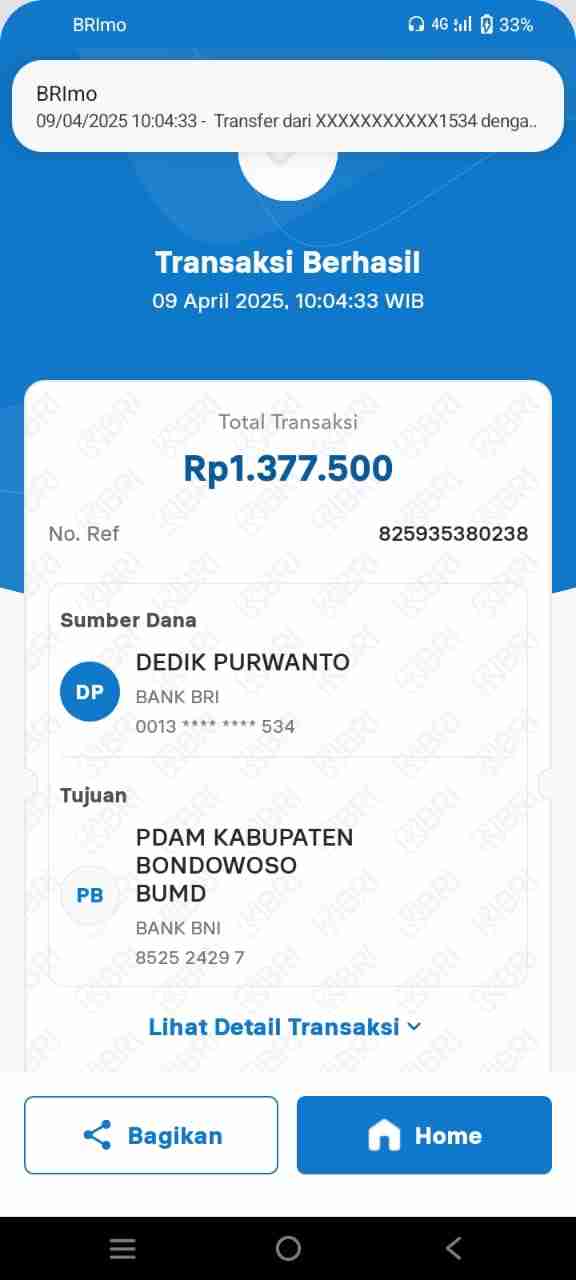 BRImo
4G 33%
BRImo
09/04/2025 10:04:33 - Transfer dari XXXXXXXXXXX1534 denga..
Transaksi Berhasil
09 April 2025, 10:04:33 WIB
Total Transaksi
Rp1.377.500
No. Ref 825935380238
Sumber Dana
DEDIK PURWANTO
DP
BANK BRI
0013 **** **** 534
Tujuan
PDAM KABUPATEN
BONDOWOSO
BUMD
PB
BANK BNI
8525 2429 7
Lihat Detail Transaksi
Bagikan Home